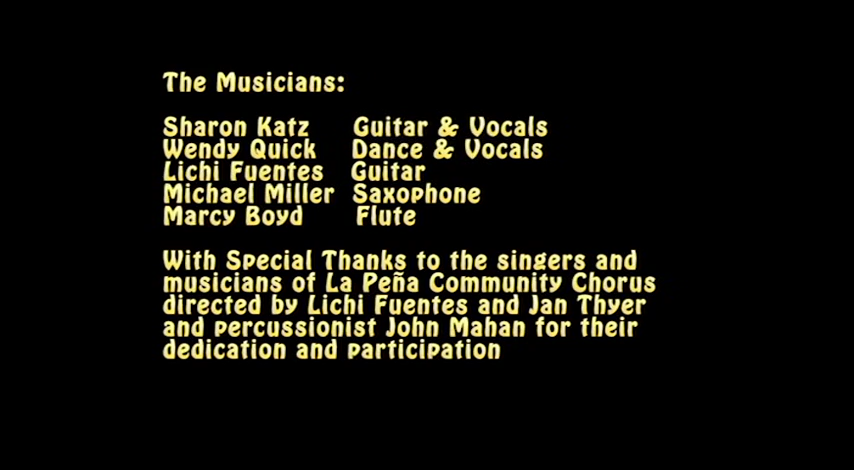 The Musicians:
Sharon Katz Guitar & Vocals
Wendy Quick Dance & Vocals
Lichi Fuentes Guitar
Michael Miller Saxophone
Marcy Boyd Flute
With Special Thanks to the singers and
musicians of La Peña Community Chorus
directed by Lichi Fuentes and Jan Thyer
and percussionist John Mahan for their
dedication and participation